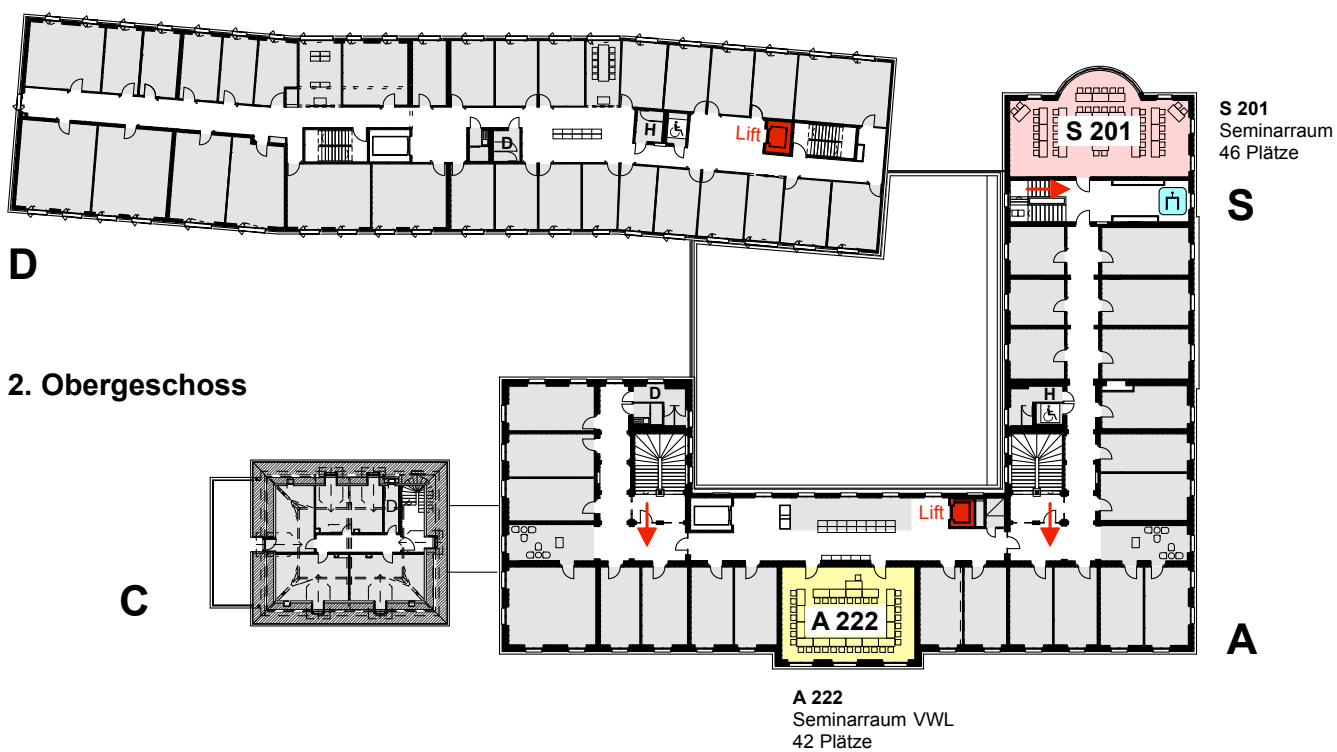 H
D
Lift
S 201
S 201
Seminarraum
46 Plätze
S
D
2. Obergeschoss
D
H
D
Lift
C
A 222
A
A 222
Seminarraum VWL
42 Plätze